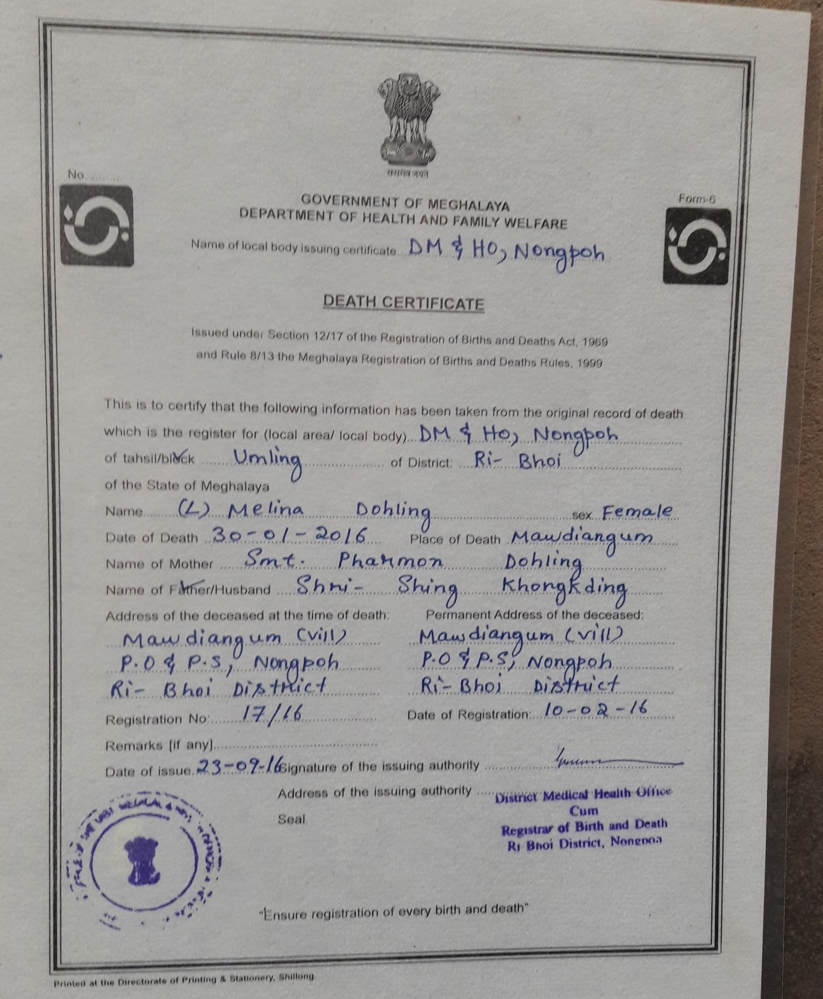 सत्यमेव जयते
No.
Form-6
GOVERNMENT OF MEGHALAYA
DEPARTMENT OF HEALTH AND FAMILY WELFARE
Name of local body issuing certificate DM & HO, Nongpoh
DEATH CERTIFICATE
Issued under Section 12/17 of the Registration of Births and Deaths Act, 1969
and Rule 8/13 the Meghalaya Registration of Births and Deaths Rules, 1999
This is to certify that the following information has been taken from the original record of death
which is the register for (local area/ local body) DM & HO, Nongpoh
of tahsil/block Umling of District: Ri- Bhoi
of the State of Meghalaya
Name (L) Melina Dohling sex Female
Date of Death 30-01-2016 Place of Death Mawdiangum
Name of Mother Smt. Pharmon Dohling
Name of Father/Husband Shri- Shing Khongkding
Address of the deceased at the time of death: Permanent Address of the deceased:
Mawdiangum (vill) Mawdiangum (vill)
P.O & P.S, Nongpoh P.O & P.S, Nongpoh
Ri- Bhoi District Ri- Bhoi District
Registration No: 17/16 Date of Registration: 10-02-16
Remarks [if any]
Date of issue 23-09-16 Signature of the issuing authority
Address of the issuing authority District Medical Health Office
Cum
Seal
Registrar of Birth and Death
Ri Bhoi District,
"Ensure registration of every birth and death"
Printed at the Directorate of Printing & Stationery, Shillong.